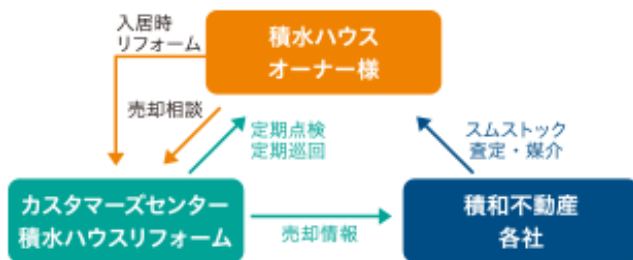 入居時
リフォーム
積水ハウス
オーナー様
売却相談
定期点検
定期巡回
スムストック
査定・媒介
カスタマーズセンター
積水ハウスリフォーム
売却情報
積和不動産
各社